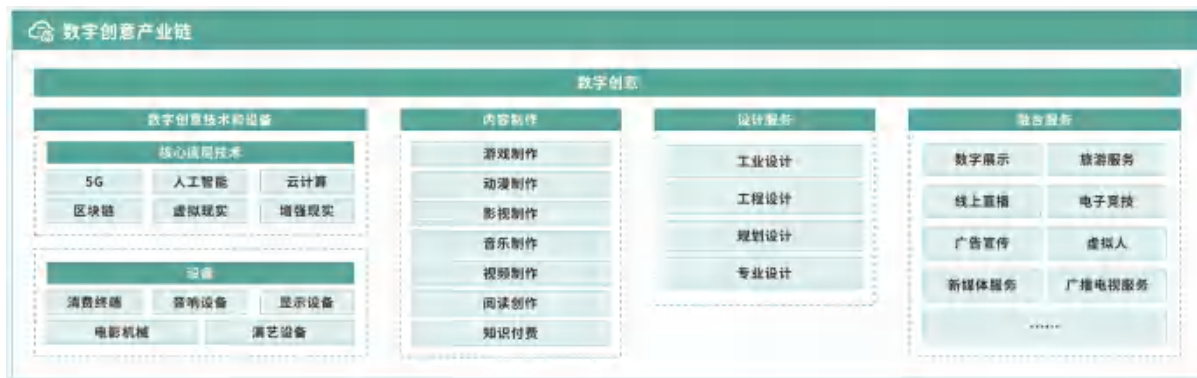 数字创意产业链
数字创意
数字创意技术和设备
核心底层技术
5G 人工智能 云计算
区块链 虚拟现实 增强现实
设备
消费终端 音响设备 显示设备
电影机械 演艺设备
内容制作
游戏制作
动漫制作
影视制作
音乐制作
视频制作
阅读创作
知识付费
设计服务
工业设计
工程设计
规划设计
专业设计
融合服务
数字展示 旅游服务
线上直播 电子竞技
广告宣传 虚拟人
新媒体服务 广播电视服务
……